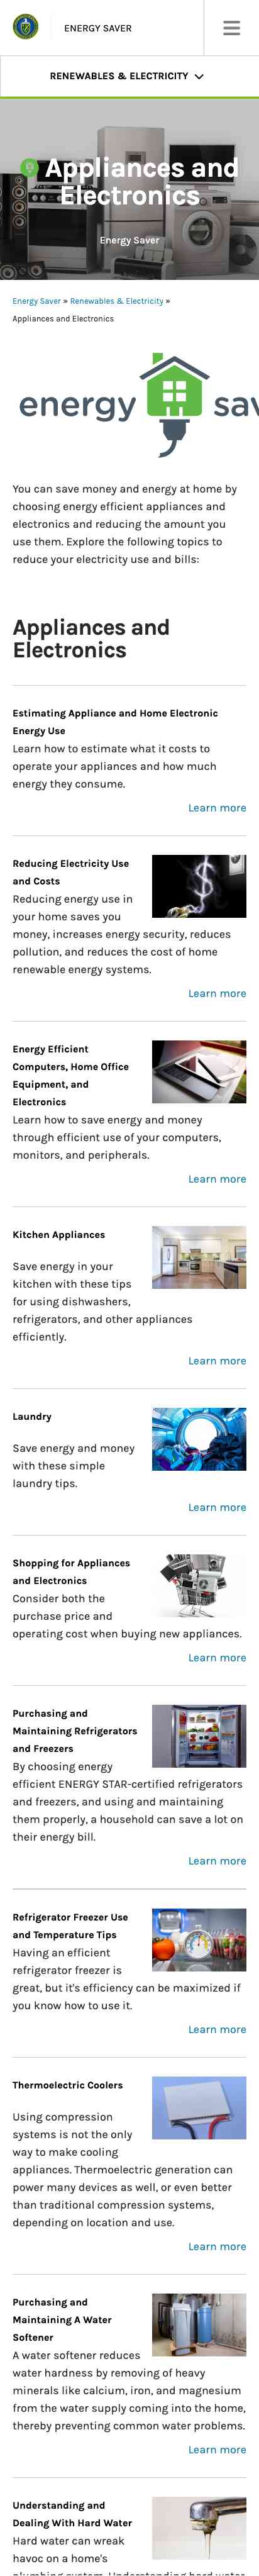 ENERGY SAVER
RENEWABLES & ELECTRICITY
Appliances and
Electronics
Energy Saver
Energy Saver » Renewables & Electricity »
Appliances and Electronics
energy sav
You can save money and energy at home by
choosing energy efficient appliances and
electronics and reducing the amount you
use them. Explore the following topics to
reduce your electricity use and bills:
Appliances and
Electronics
Estimating Appliance and Home Electronic
Energy Use
Learn how to estimate what it costs to
operate your appliances and how much
energy they consume.
Learn more
Reducing Electricity Use
and Costs
Reducing energy use in
your home saves you
money, increases energy security, reduces
pollution, and reduces the cost of home
renewable energy systems.
Learn more
Energy Efficient
Computers, Home Office
Equipment, and
Electronics
Learn how to save energy and money
through efficient use of your computers,
monitors, and peripherals.
Learn more
Kitchen Appliances
Save energy in your
kitchen with these tips
for using dishwashers,
refrigerators, and other appliances
efficiently.
Learn more
Laundry
Save energy and money
with these simple
laundry tips.
Learn more
Shopping for Appliances
and Electronics
Consider both the
purchase price and
operating cost when buying new appliances.
Learn more
Purchasing and
Maintaining Refrigerators
and Freezers
By choosing energy
efficient ENERGY STAR-certified refrigerators
and freezers, and using and maintaining
them properly, a household can save a lot on
their energy bill.
Learn more
Refrigerator Freezer Use
and Temperature Tips
Having an efficient
refrigerator freezer is
great, but it's efficiency can be maximized if
you know how to use it.
Learn more
Thermoelectric Coolers
Using compression
systems is not the only
way to make cooling
appliances. Thermoelectric generation can
power many devices as well, or even better
than traditional compression systems,
depending on location and use.
Learn more
Purchasing and
Maintaining A Water
Softener
A water softener reduces
water hardness by removing of heavy
minerals like calcium, iron, and magnesium
from the water supply coming into the home,
thereby preventing common water problems.
Learn more
Understanding and
Dealing With Hard Water
Hard water can wreak
havoc on a home's
plumbing system. Understanding hard water